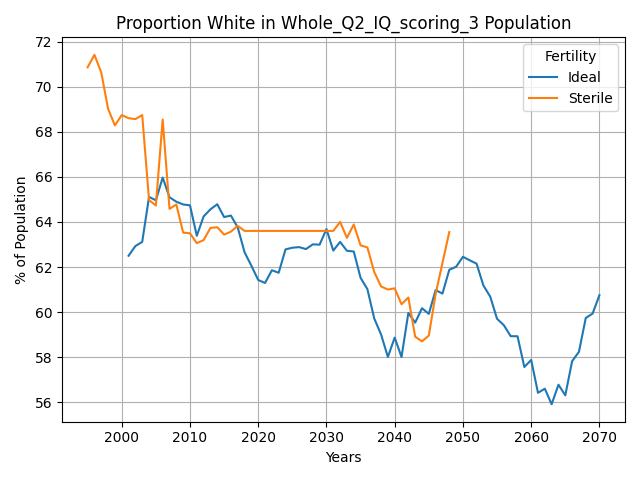 Proportion White in Whole_Q2_IQ_scoring_3 Population
Fertility
Ideal
Sterile
% of Population
72
70
68
66
64
62
60
58
56
2000 2010 2020 2030 2040 2050 2060 2070
Years